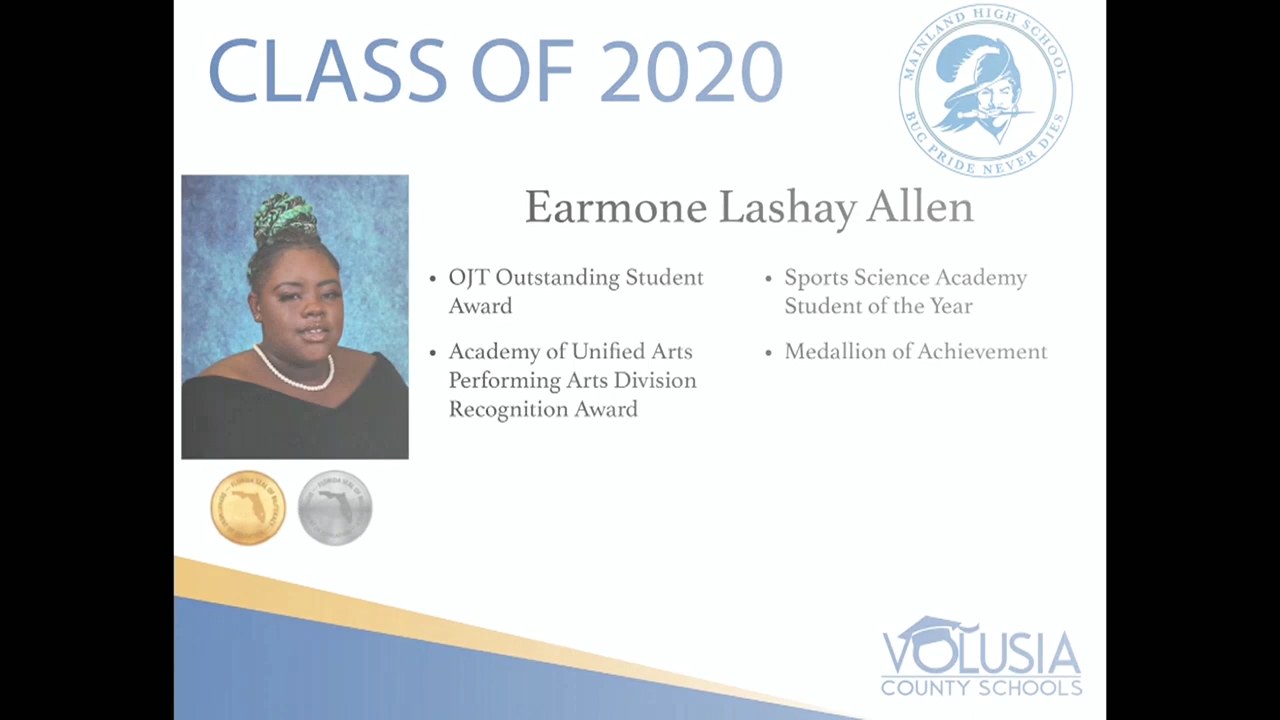 CLASS OF 2020
MAINLAND HIGH SCHOOL
BUC PRIDE NEVER DIES
Earmone Lashay Allen
• OJT Outstanding Student
Award
• Academy of Unified Arts
Performing Arts Division
Recognition Award
• Sports Science Academy
Student of the Year
• Medallion of Achievement
VOLUSIA
COUNTY SCHOOLS